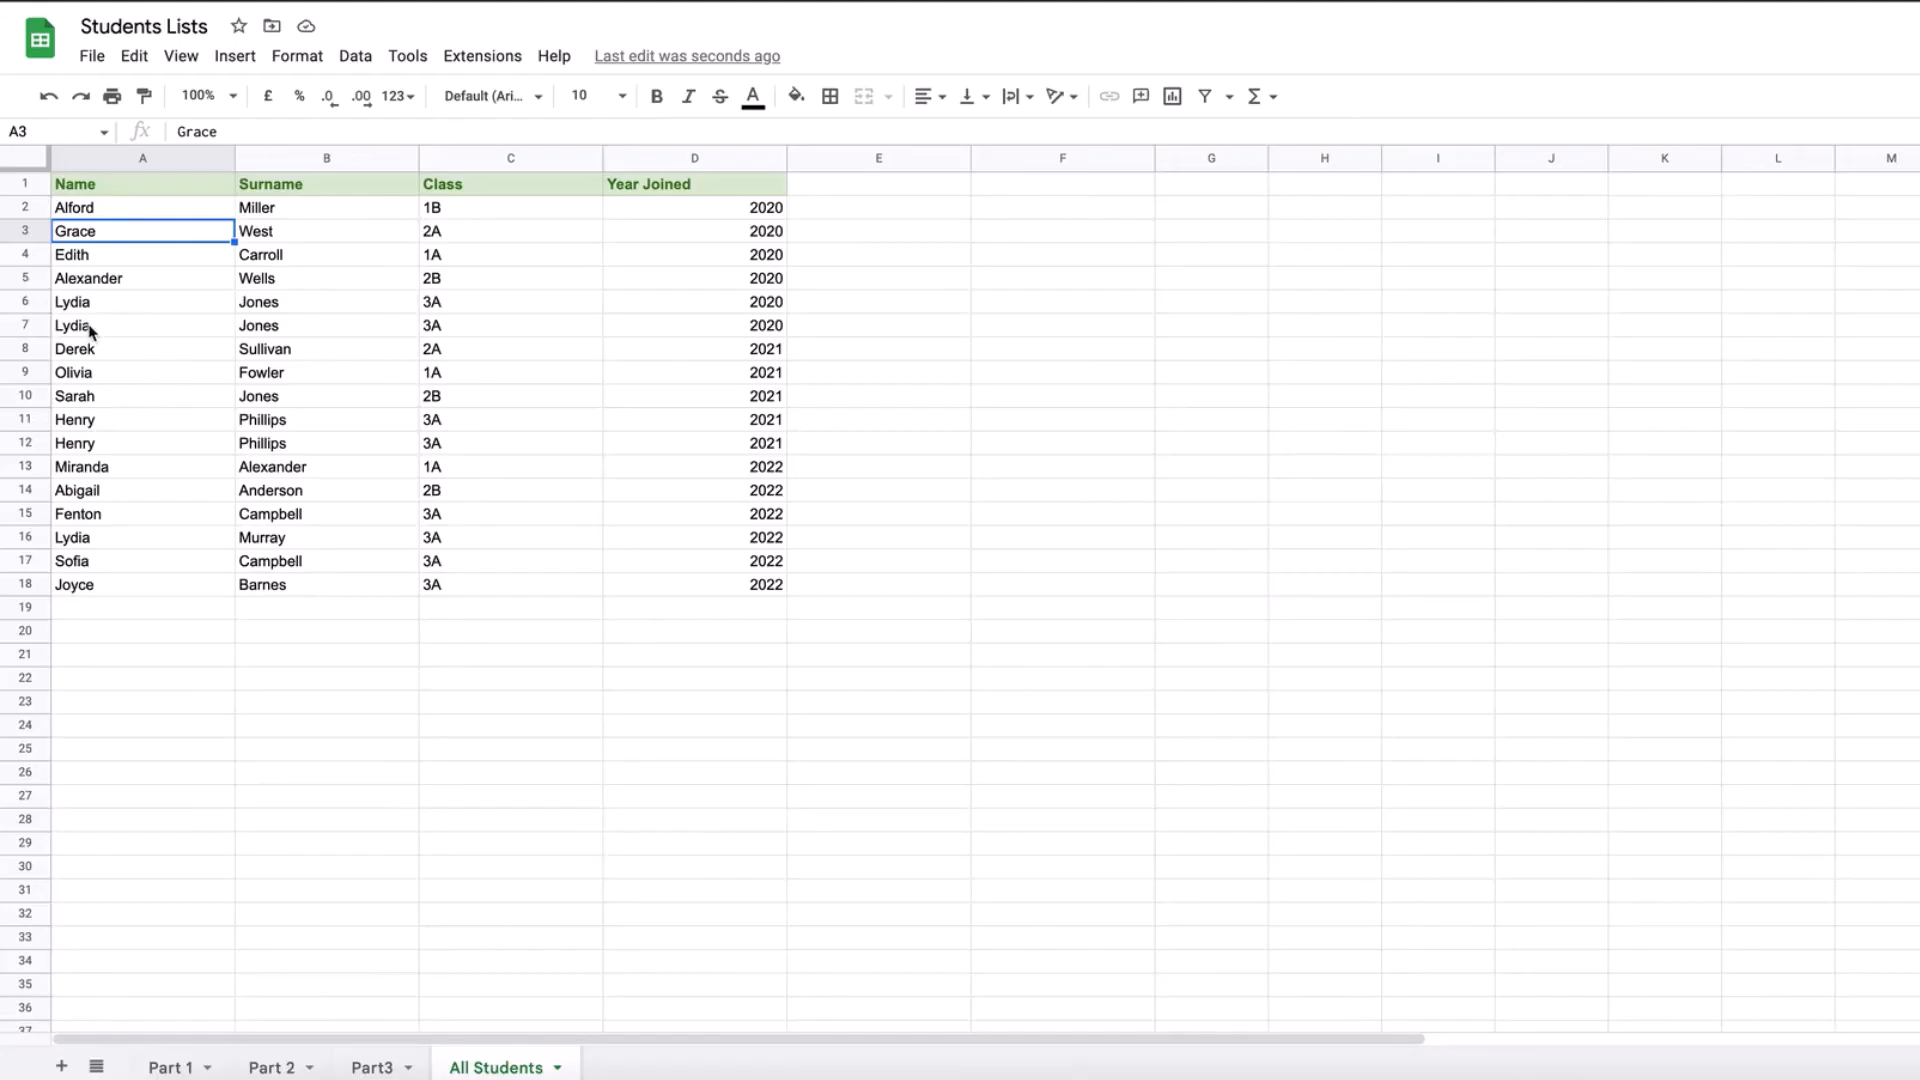 Students Lists
File Edit View Insert Format Data Tools Extensions Help Last edit was seconds ago
100% £ % .0 .00 123 Default (Ari... 10 B I S A Σ
A3 fx Grace
A B C D E F G H I J K L M
1 Name Surname Class Year Joined
2 Alford Miller 1B 2020
3 Grace West 2A 2020
4 Edith Carroll 1A 2020
5 Alexander Wells 2B 2020
6 Lydia Jones 3A 2020
7 Lydia Jones 3A 2020
8 Derek Sullivan 2A 2021
9 Olivia Fowler 1A 2021
10 Sarah Jones 2B 2021
11 Henry Phillips 3A 2021
12 Henry Phillips 3A 2021
13 Miranda Alexander 1A 2022
14 Abigail Anderson 2B 2022
15 Fenton Campbell 3A 2022
16 Lydia Murray 3A 2022
17 Sofia Campbell 3A 2022
18 Joyce Barnes 3A 2022
19
20
21
22
23
24
25
26
27
28
29
30
31
32
33
34
35
36
37
+ Part 1 Part 2 Part3 All Students